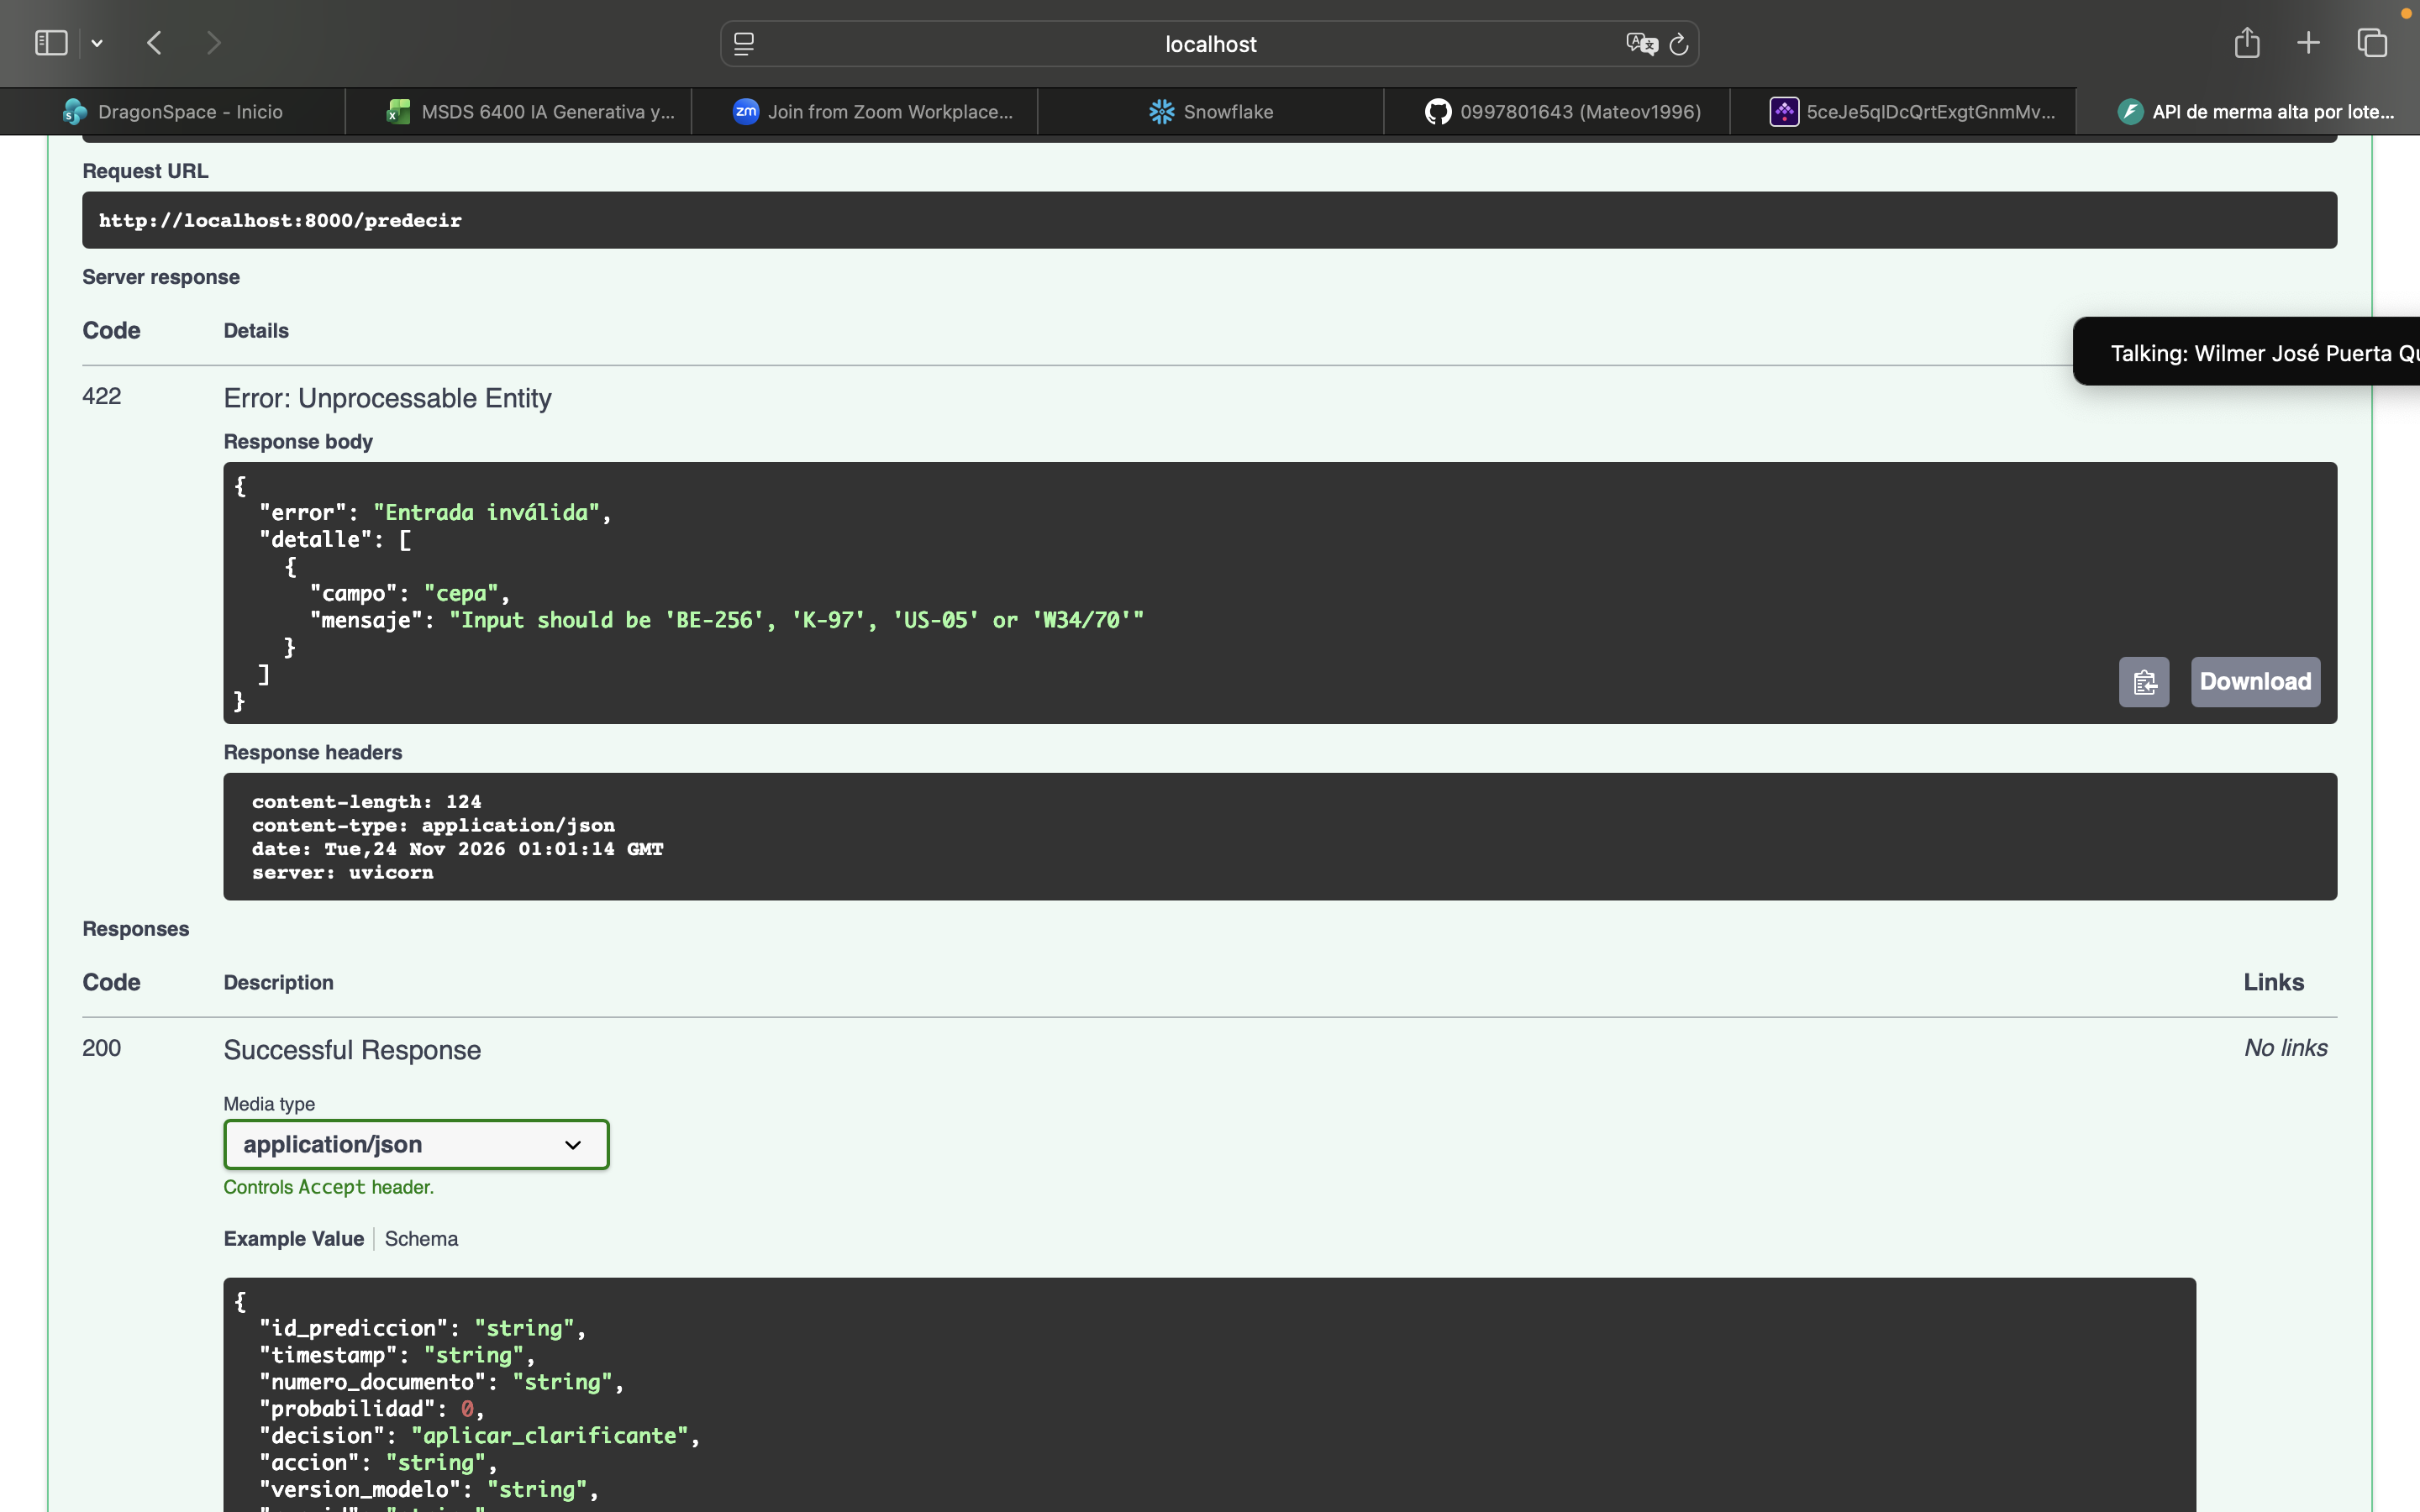 localhost
DragonSpace - Inicio
MSDS 6400 IA Generativa y...
Join from Zoom Workplace...
Snowflake
0997801643 (Mateov1996)
5ceJe5qlDcQrtExgtGnmMv...
API de merma alta por lote...
Request URL
http://localhost:8000/predecir
Server response
Code Details
Talking: Wilmer José Puerta Qu
422 Error: Unprocessable Entity
Response body
{
"error": "Entrada inválida",
"detalle": [
{
"campo": "cepa",
"mensaje": "Input should be 'BE-256', 'K-97', 'US-05' or 'W34/70'"
}
]
}
Download
Response headers
content-length: 124
content-type: application/json
date: Tue,24 Nov 2026 01:01:14 GMT
server: uvicorn
Responses
Code Description Links
200 Successful Response No links
Media type
application/json
Controls Accept header.
Example Value Schema
{
"id_prediccion": "string",
"timestamp": "string",
"numero_documento": "string",
"probabilidad": 0,
"decision": "aplicar_clarificante",
"accion": "string",
"version_modelo": "string",